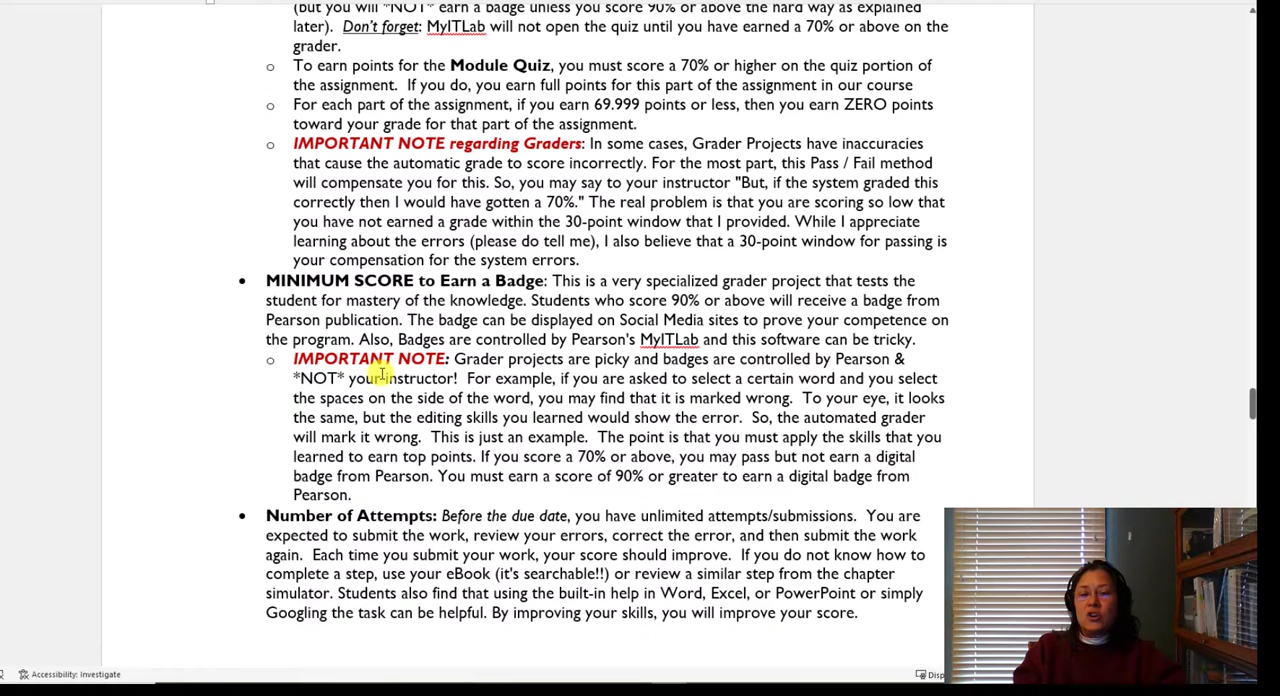 (but you will *NOT* earn a badge unless you score 90% or above the hard way as explained
later). Don't forget: MyITLab will not open the quiz until you have earned a 70% or above on the
grader.
o To earn points for the Module Quiz, you must score a 70% or higher on the quiz portion of
the assignment. If you do, you earn full points for this part of the assignment in our course
o For each part of the assignment, if you earn 69.999 points or less, then you earn ZERO points
toward your grade for that part of the assignment.
o IMPORTANT NOTE regarding Graders: In some cases, Grader Projects have inaccuracies
that cause the automatic grade to score incorrectly. For the most part, this Pass / Fail method
will compensate you for this. So, you may say to your instructor "But, if the system graded this
correctly then I would have gotten a 70%." The real problem is that you are scoring so low that
you have not earned a grade within the 30-point window that I provided. While I appreciate
learning about the errors (please do tell me), I also believe that a 30-point window for passing is
your compensation for the system errors.
• MINIMUM SCORE to Earn a Badge: This is a very specialized grader project that tests the
student for mastery of the knowledge. Students who score 90% or above will receive a badge from
Pearson publication. The badge can be displayed on Social Media sites to prove your competence on
the program. Also, Badges are controlled by Pearson's MyITLab and this software can be tricky.
o IMPORTANT NOTE: Grader projects are picky and badges are controlled by Pearson &
*NOT* your instructor! For example, if you are asked to select a certain word and you select
the spaces on the side of the word, you may find that it is marked wrong. To your eye, it looks
the same, but the editing skills you learned would show the error. So, the automated grader
will mark it wrong. This is just an example. The point is that you must apply the skills that you
learned to earn top points. If you score a 70% or above, you may pass but not earn a digital
badge from Pearson. You must earn a score of 90% or greater to earn a digital badge from
Pearson.
• Number of Attempts: Before the due date, you have unlimited attempts/submissions. You are
expected to submit the work, review your errors, correct the error, and then submit the work
again. Each time you submit your work, your score should improve. If you do not know how to
complete a step, use your eBook (it's searchable!!) or review a similar step from the chapter
simulator. Students also find that using the built-in help in Word, Excel, or PowerPoint or simply
Googling the task can be helpful. By improving your skills, you will improve your score.
Accessibility: Investigate
Disp